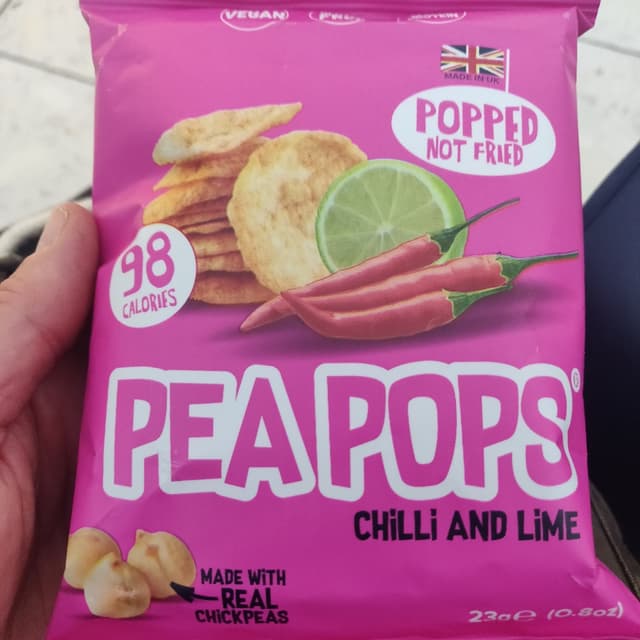 VEGAN
PROTEIN
MADE IN UK
POPPED
NOT FRIED
98
CALORIES
PEA POPS®
CHiLLi AND LiME
MADE WITH
REAL
CHICKPEAS
23g℮ (0.8oz)